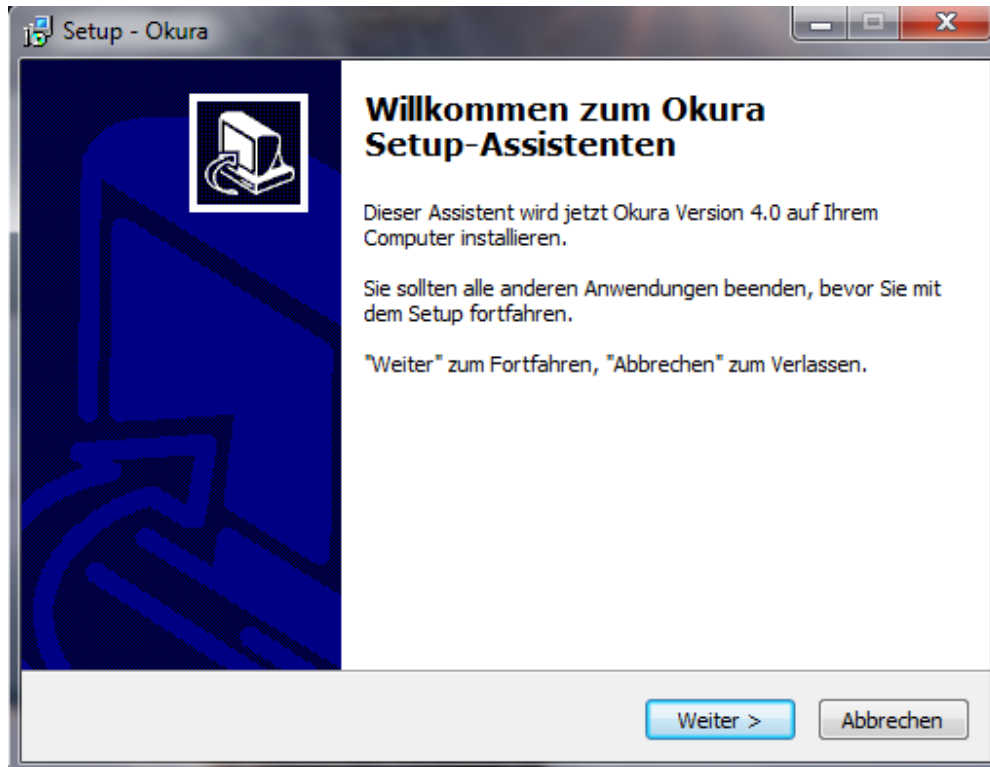 Setup - Okura
Willkommen zum Okura
Setup-Assistenten
Dieser Assistent wird jetzt Okura Version 4.0 auf Ihrem
Computer installieren.
Sie sollten alle anderen Anwendungen beenden, bevor Sie mit
dem Setup fortfahren.
"Weiter" zum Fortfahren, "Abbrechen" zum Verlassen.
Weiter >
Abbrechen